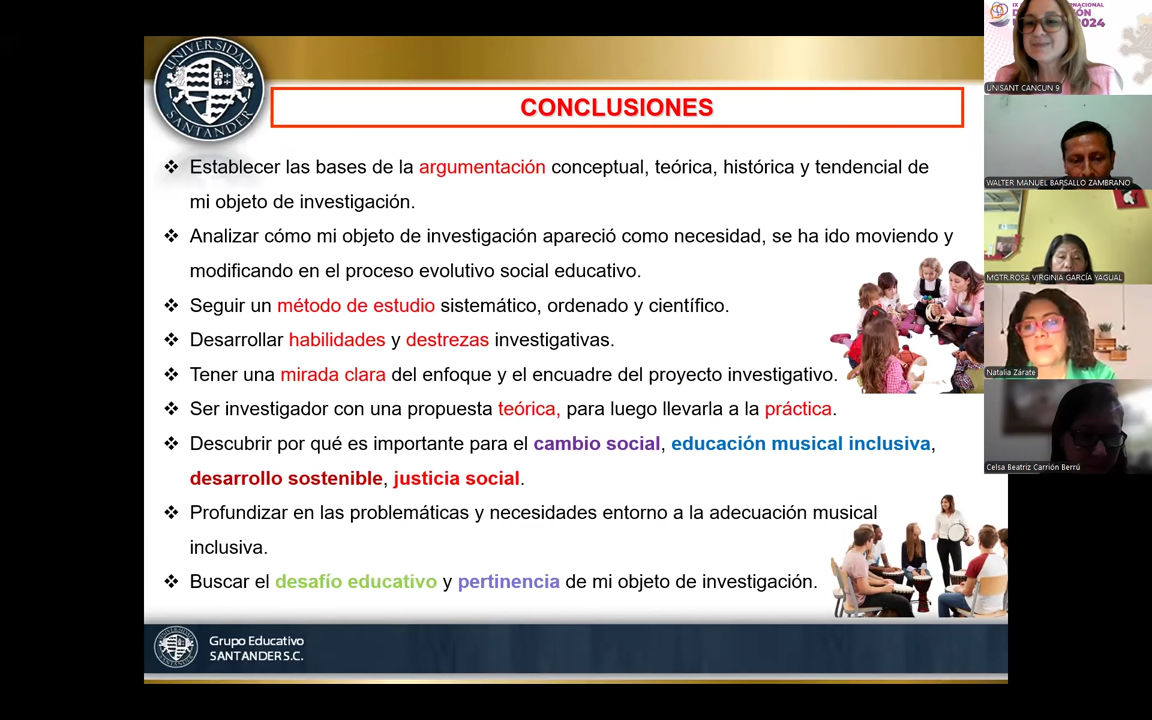 UNIVERSIDAD
SANTANDER
CONCLUSIONES
❖ Establecer las bases de la argumentación conceptual, teórica, histórica y tendencial de
mi objeto de investigación.
❖ Analizar cómo mi objeto de investigación apareció como necesidad, se ha ido moviendo y
modificando en el proceso evolutivo social educativo.
❖ Seguir un método de estudio sistemático, ordenado y científico.
❖ Desarrollar habilidades y destrezas investigativas.
❖ Tener una mirada clara del enfoque y el encuadre del proyecto investigativo.
❖ Ser investigador con una propuesta teórica, para luego llevarla a la práctica.
❖ Descubrir por qué es importante para el cambio social, educación musical inclusiva,
desarrollo sostenible, justicia social.
❖ Profundizar en las problemáticas y necesidades entorno a la adecuación musical
inclusiva.
❖ Buscar el desafío educativo y pertinencia de mi objeto de investigación.
Grupo Educativo
SANTANDER S.C.
IX
2024
UNISANT CANCUN 9
WALTER MANUEL BARSALLO ZAMBRANO
MGTR.ROSA VIRGINIA GARCÍA YAGUAL
Natalia Zárate
Celsa Beatriz Carrión Berrú